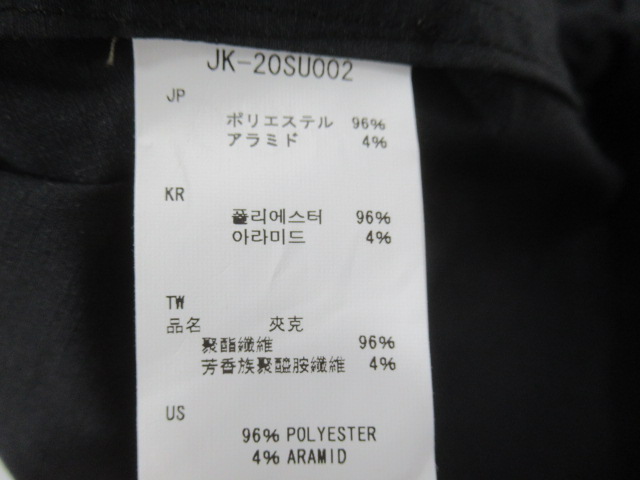 JK-20SU002
JP
ポリエステル 96%
アラミド 4%
KR
폴리에스터 96%
아라미드 4%
TW
品名 夾克
聚酯纖維 96%
芳香族聚醯胺纖維 4%
US
96% POLYESTER
4% ARAMID